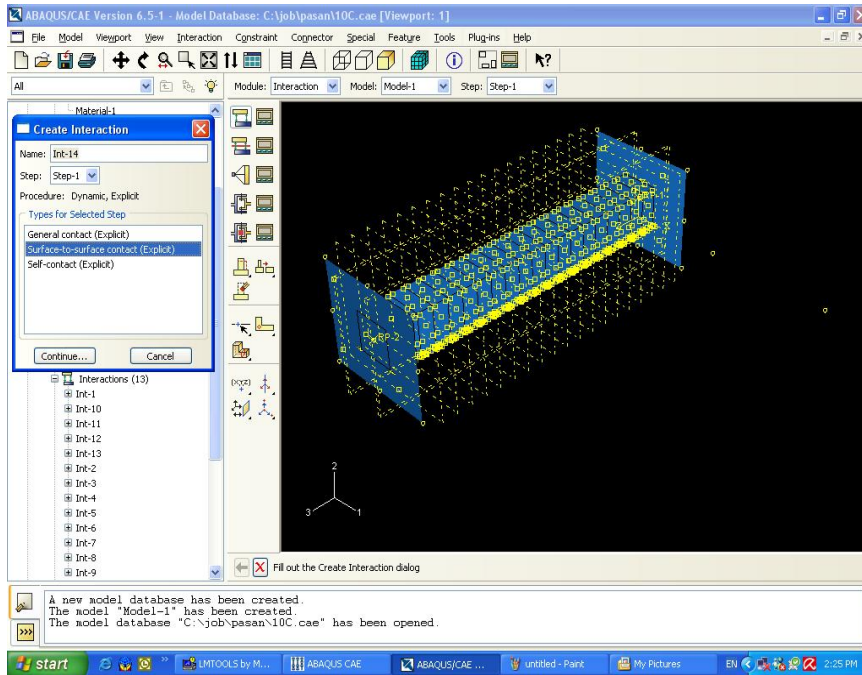 ABAQUS/CAE Version 6.5-1 - Model Database: C:\job\pasan\10C.cae [Viewport: 1]
File Model Viewport View Interaction Constraint Connector Special Feature Tools Plug-ins Help
All Module: Interaction Model: Model-1 Step: Step-1
Material-1
Create Interaction
Name: Int-14
Step: Step-1
Procedure: Dynamic, Explicit
Types for Selected Step
General contact (Explicit)
Surface-to-surface contact (Explicit)
Self-contact (Explicit)
Continue... Cancel
Interactions (13)
Int-1
Int-10
Int-11
Int-12
Int-13
Int-2
Int-3
Int-4
Int-5
Int-6
Int-7
Int-8
Int-9
(XYZ)
RP-2
2
3 1
Fill out the Create Interaction dialog
A new model database has been created.
The model "Model-1" has been created.
The model database "C:\job\pasan\10C.cae" has been opened.
>>>
start LMTOOLS by M... ABAQUS CAE ABAQUS/CAE ... untitled - Paint My Pictures EN 2:25 PM